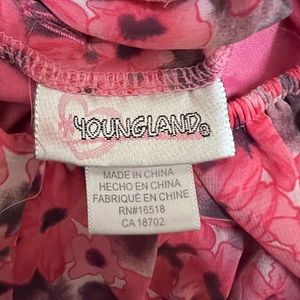 YOUNGLAND®
MADE IN CHINA
HECHO EN CHINA
FABRIQUÉ EN CHINE
RN#16518
CA 18702